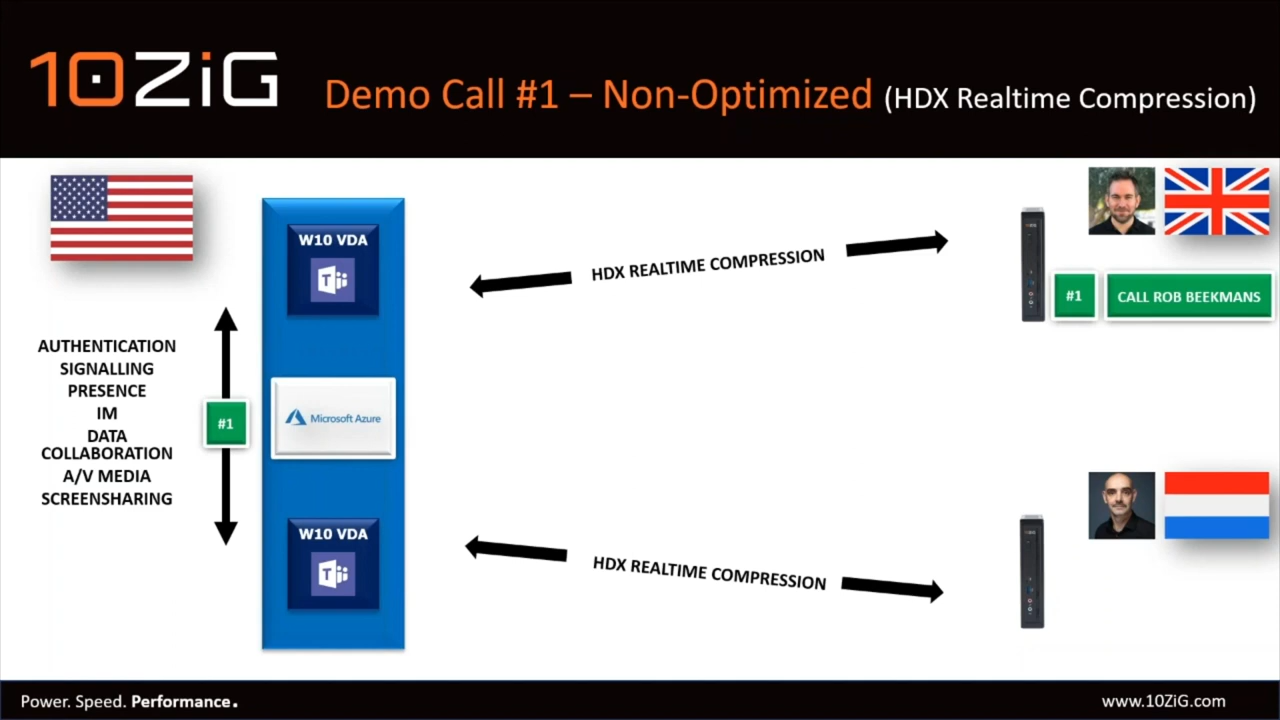 10ZiG
Demo Call #1 – Non-Optimized (HDX Realtime Compression)
W10 VDA
HDX REALTIME COMPRESSION
#1
CALL ROB BEEKMANS
AUTHENTICATION
SIGNALLING
PRESENCE
IM
DATA
COLLABORATION
A/V MEDIA
SCREENSHARING
#1
Microsoft Azure
W10 VDA
HDX REALTIME COMPRESSION
Power. Speed. Performance.
www.10ZiG.com